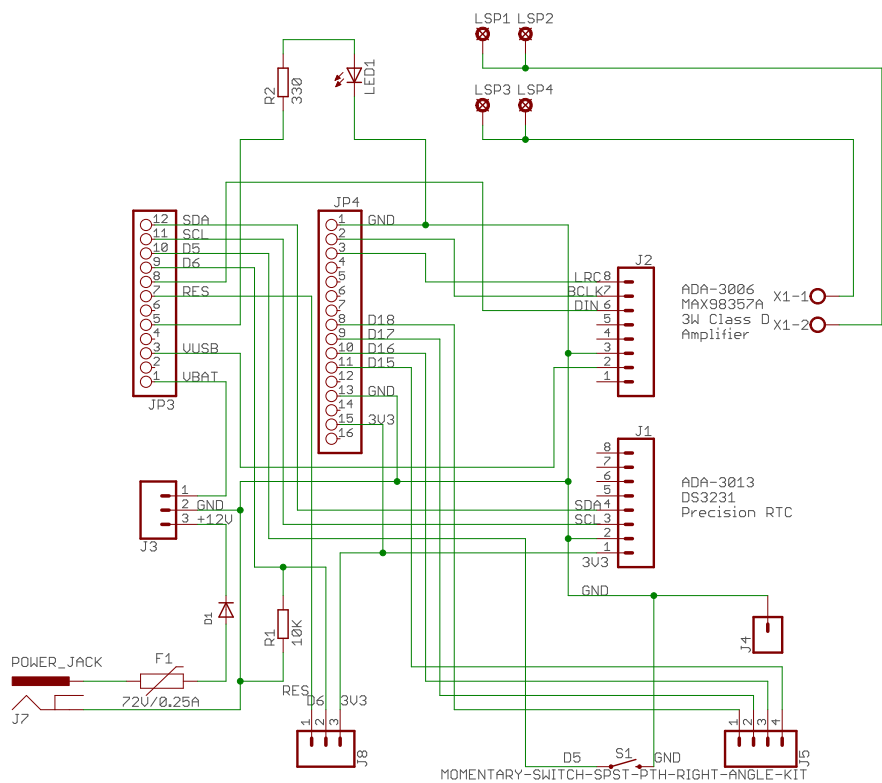 LSP1 LSP2
LSP3 LSP4
R2
330
LED1
JP3
12 SDA
11 SCL
10 D5
9 D6
8
7 RES
6
5
4
3 VUSB
2
1 VBAT
JP4
1 GND
2
3
4
5
6
7
8 D18
9 D17
10 D16
11 D15
12
13 GND
14
15 3V3
16
J2
LRC 8
BCLK 7
DIN 6
5
4
3
2
1
ADA-3006
MAX98357A
3W Class D
Amplifier
X1-1
X1-2
J1
8
7
6
5
SDA 4
SCL 3
2
1
3V3
ADA-3013
DS3231
Precision RTC
1
2 GND
3 +12V
J3
D1
R1
10K
GND
J4
POWER_JACK
J7
F1
72V/0.25A
RES
D6
3V3
1
2
3
J8
1
2
3
4
J5
D5
S1
GND
MOMENTARY-SWITCH-SPST-PTH-RIGHT-ANGLE-KIT